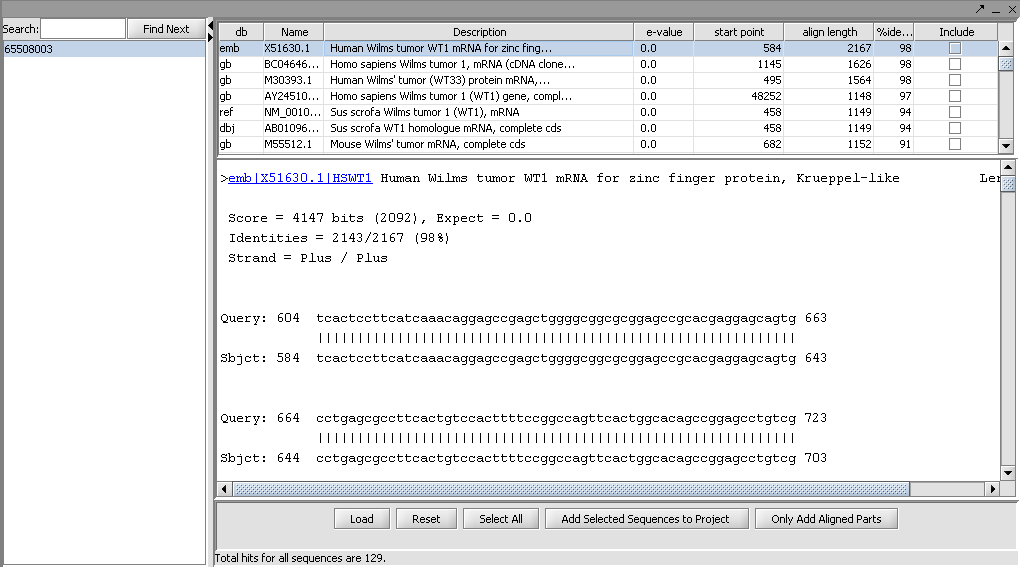 Search: Find Next
65508003
db Name Description e-value start point align length %ide... Include
emb X51630.1 Human Wilms tumor WT1 mRNA for zinc fing... 0.0 584 2167 98
gb BC04646... Homo sapiens Wilms tumor 1, mRNA (cDNA clone... 0.0 1145 1626 98
gb M30393.1 Human Wilms' tumor (WT33) protein mRNA,... 0.0 495 1564 98
gb AY24510... Homo sapiens Wilms tumor 1 (WT1) gene, compl... 0.0 48252 1148 97
ref NM_0010... Sus scrofa Wilms tumor 1 (WT1), mRNA 0.0 458 1149 94
dbj AB01096... Sus scrofa WT1 homologue mRNA, complete cds 0.0 458 1149 94
gb M55512.1 Mouse Wilms' tumor mRNA, complete cds 0.0 682 1152 91
>emb|X51630.1|HSWT1 Human Wilms tumor WT1 mRNA for zinc finger protein, Krueppel-like Len
Score = 4147 bits (2092), Expect = 0.0
Identities = 2143/2167 (98%)
Strand = Plus / Plus
Query: 604 tcactccttcatcaaacaggagccgagctggggcggcgcggagccgcacgaggagcagtg 663
||||||||||||||||||||||||||||||||||||||||||||||||||||||||||||
Sbjct: 584 tcactccttcatcaaacaggagccgagctggggcggcgcggagccgcacgaggagcagtg 643
Query: 664 cctgagcgccttcactgtccacttttccggccagttcactggcacagccggagcctgtcg 723
||||||||||||||||||||||||||||||||||||||||||||||||||||||||||||
Sbjct: 644 cctgagcgccttcactgtccacttttccggccagttcactggcacagccggagcctgtcg 703
Load Reset Select All Add Selected Sequences to Project Only Add Aligned Parts
Total hits for all sequences are 129.